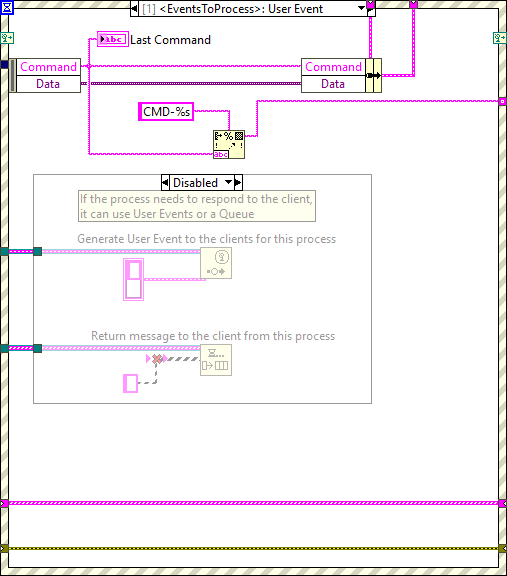 [1] <EventsToProcess>: User Event
abc
Last Command
Command
Data
Command
Data
CMD-%s
%
abc
Disabled
If the process needs to respond to the client,
it can use User Events or a Queue
Generate User Event to the clients for this process
Return message to the client from this process